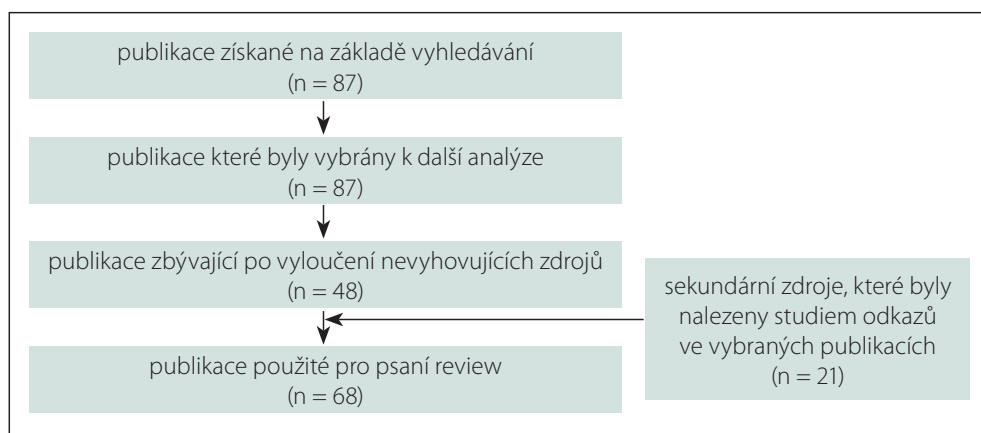 publikace získané na základě vyhledávání
(n = 87)
publikace které byly vybrány k další analýze
(n = 87)
publikace zbývající po vyloučení nevyhovujících zdrojů
(n = 48)
sekundární zdroje, které byly
nalezeny studiem odkazů
ve vybraných publikacích
(n = 21)
publikace použité pro psaní review
(n = 68)